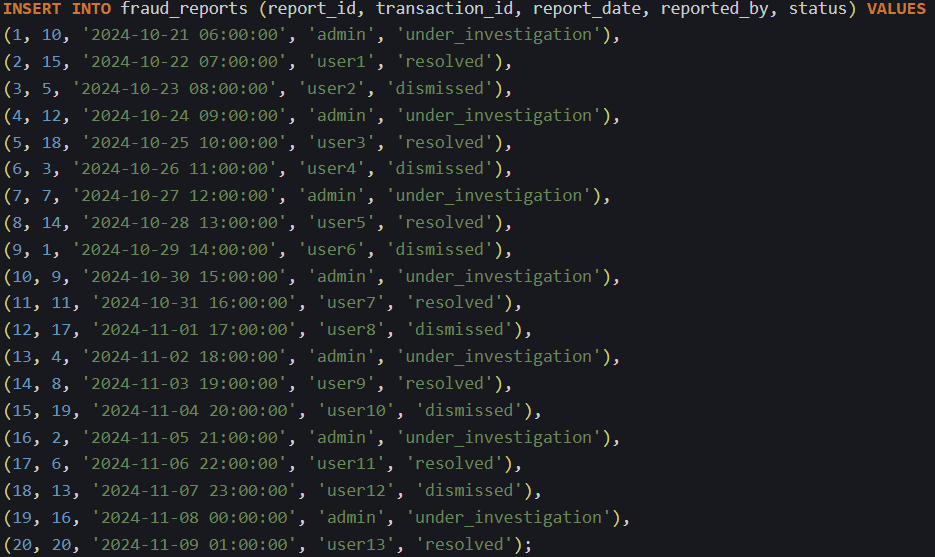 INSERT INTO fraud_reports (report_id, transaction_id, report_date, reported_by, status) VALUES
(1, 10, '2024-10-21 06:00:00', 'admin', 'under_investigation'),
(2, 15, '2024-10-22 07:00:00', 'user1', 'resolved'),
(3, 5, '2024-10-23 08:00:00', 'user2', 'dismissed'),
(4, 12, '2024-10-24 09:00:00', 'admin', 'under_investigation'),
(5, 18, '2024-10-25 10:00:00', 'user3', 'resolved'),
(6, 3, '2024-10-26 11:00:00', 'user4', 'dismissed'),
(7, 7, '2024-10-27 12:00:00', 'admin', 'under_investigation'),
(8, 14, '2024-10-28 13:00:00', 'user5', 'resolved'),
(9, 1, '2024-10-29 14:00:00', 'user6', 'dismissed'),
(10, 9, '2024-10-30 15:00:00', 'admin', 'under_investigation'),
(11, 11, '2024-10-31 16:00:00', 'user7', 'resolved'),
(12, 17, '2024-11-01 17:00:00', 'user8', 'dismissed'),
(13, 4, '2024-11-02 18:00:00', 'admin', 'under_investigation'),
(14, 8, '2024-11-03 19:00:00', 'user9', 'resolved'),
(15, 19, '2024-11-04 20:00:00', 'user10', 'dismissed'),
(16, 2, '2024-11-05 21:00:00', 'admin', 'under_investigation'),
(17, 6, '2024-11-06 22:00:00', 'user11', 'resolved'),
(18, 13, '2024-11-07 23:00:00', 'user12', 'dismissed'),
(19, 16, '2024-11-08 00:00:00', 'admin', 'under_investigation'),
(20, 20, '2024-11-09 01:00:00', 'user13', 'resolved');